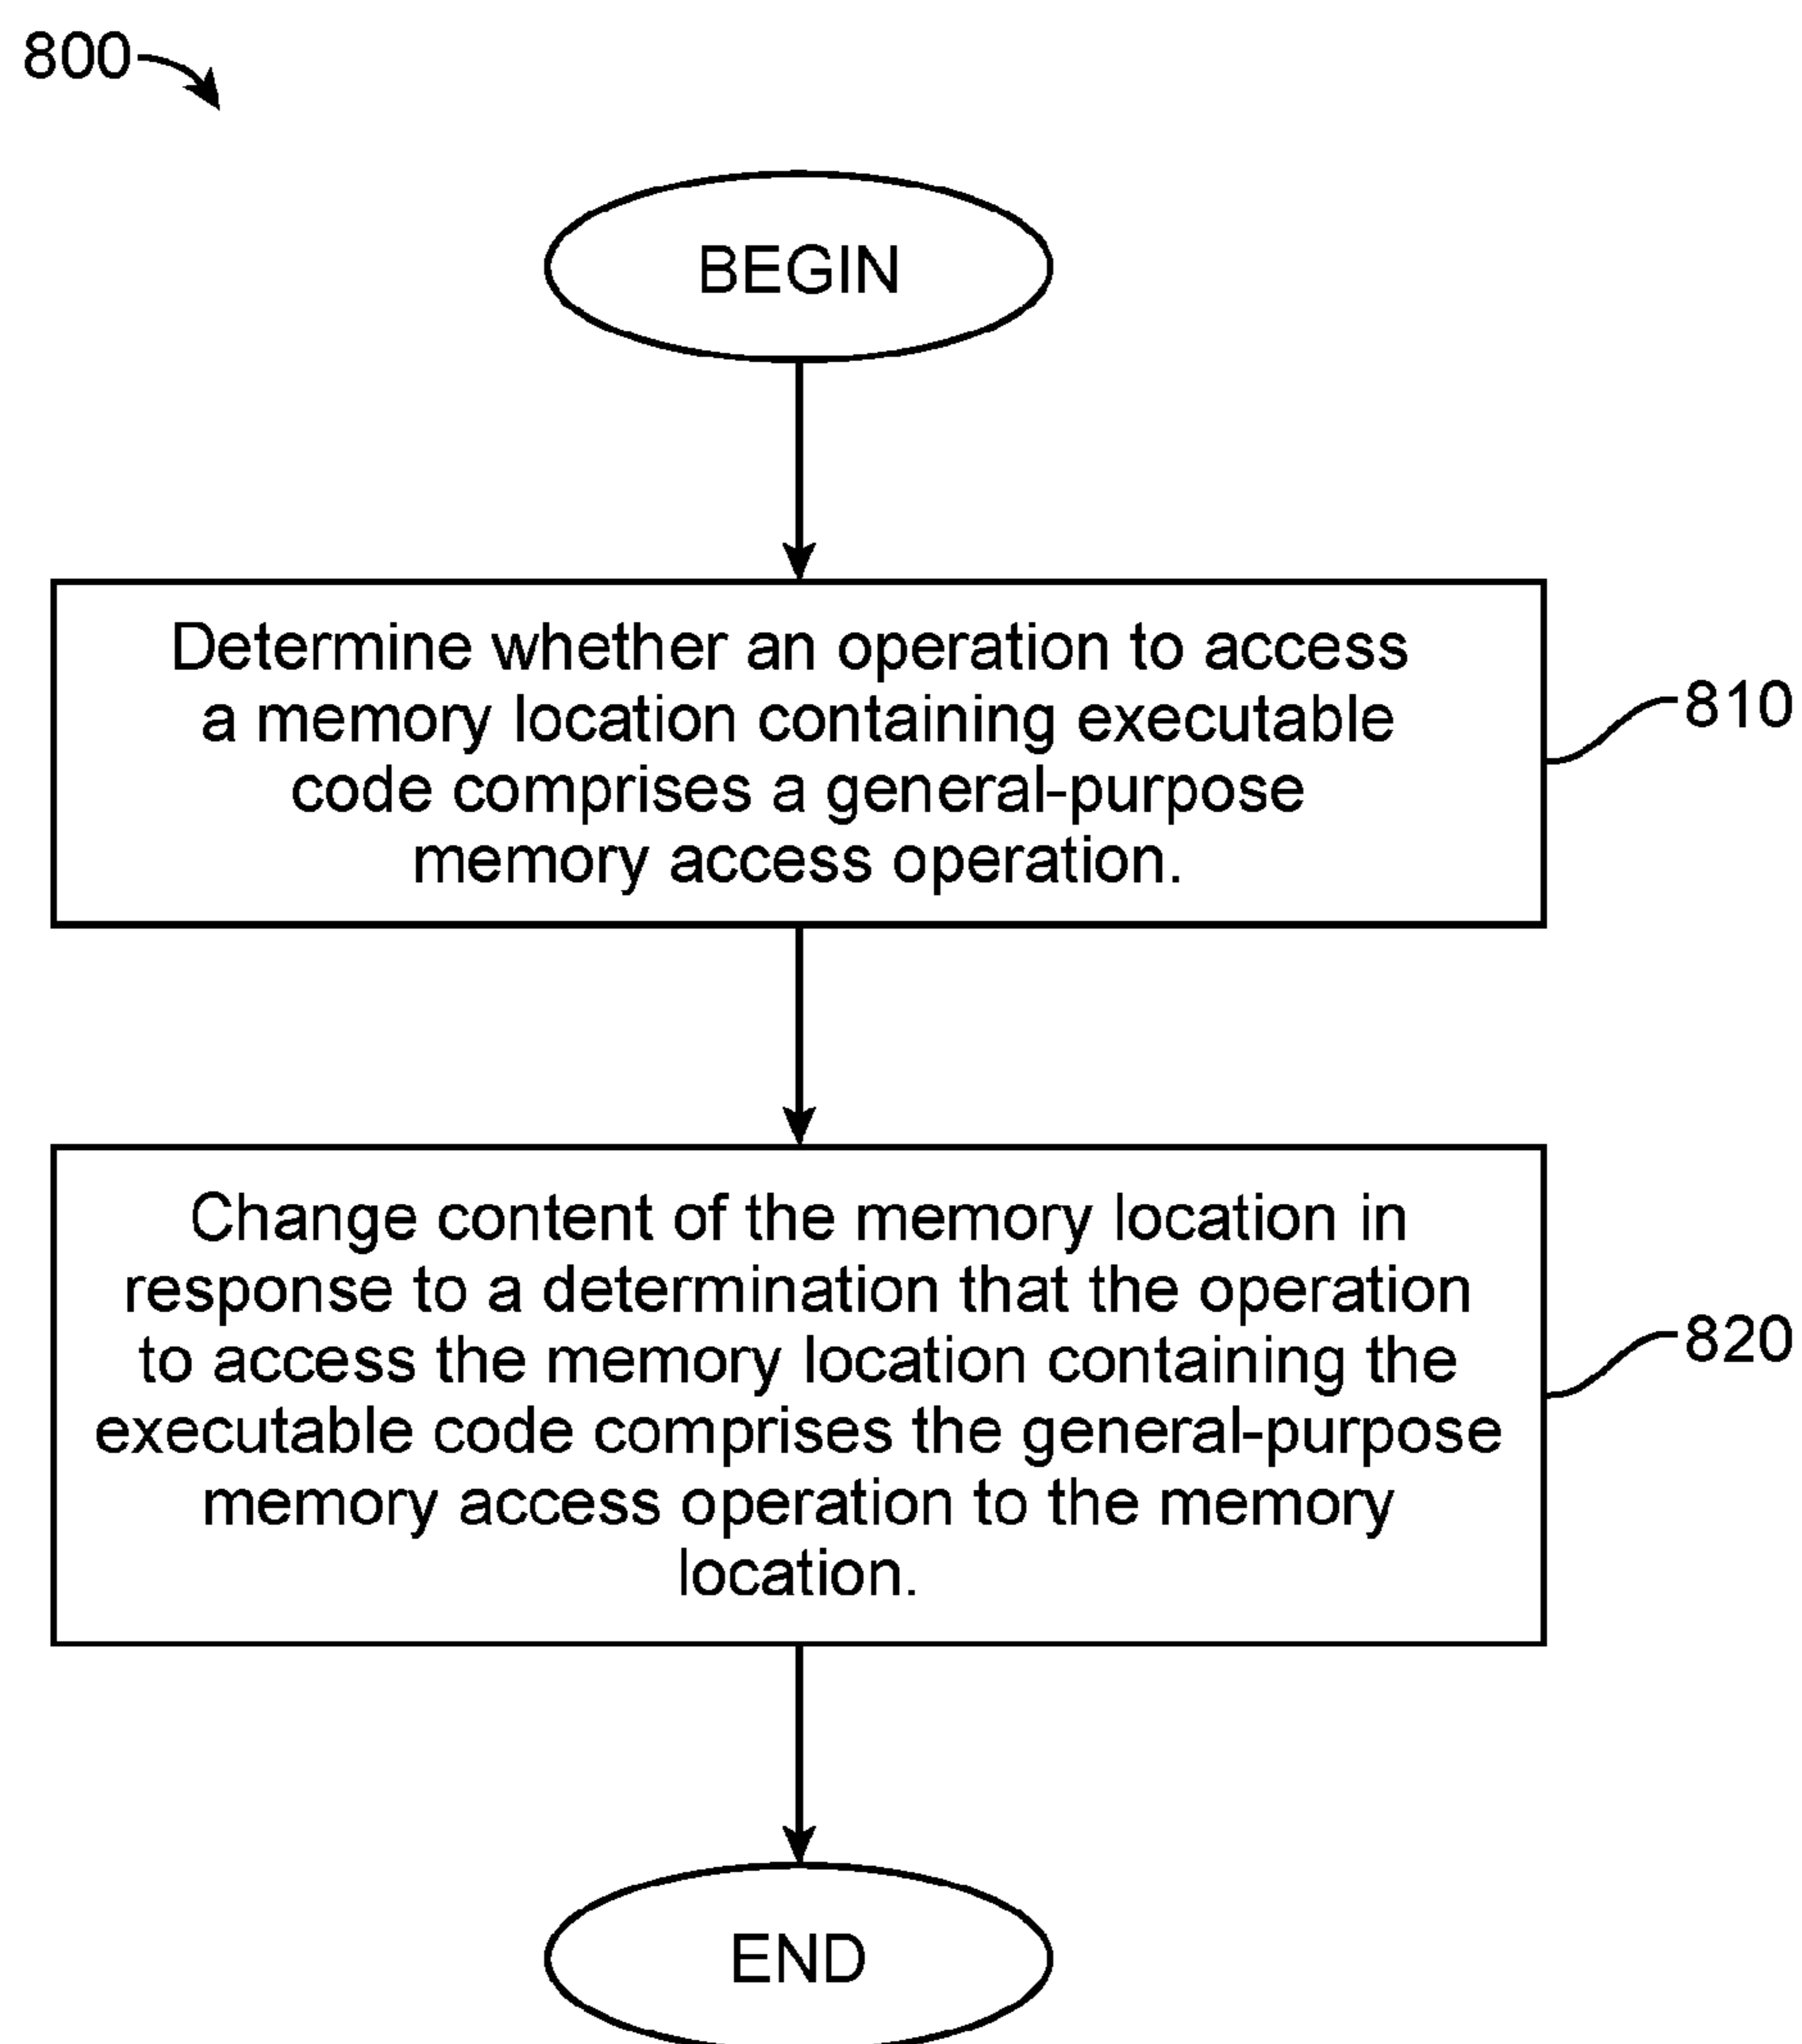 800
BEGIN
Determine whether an operation to access
a memory location containing executable
code comprises a general-purpose
memory access operation.
810
Change content of the memory location in
response to a determination that the operation
to access the memory location containing the
executable code comprises the general-purpose
memory access operation to the memory
location.
820
END